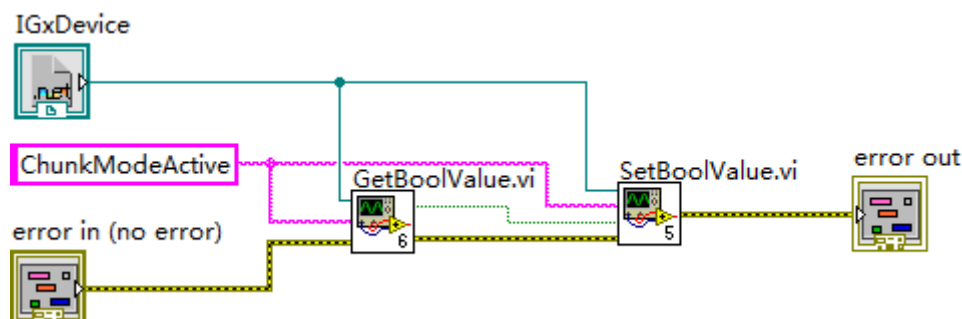 IGxDevice
.net
ChunkModeActive
GetBoolValue.vi
6
SetBoolValue.vi
5
error out
error in (no error)